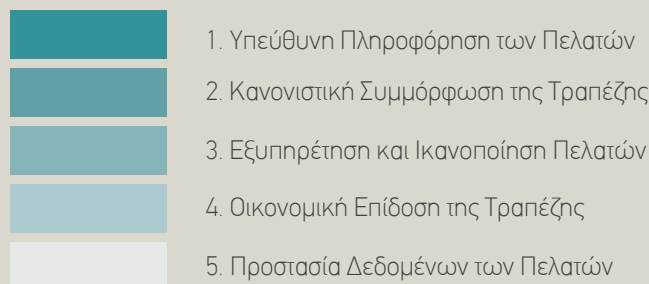 1. Υπεύθυνη Πληροφόρηση των Πελατών
2. Κανονιστική Συμμόρφωση της Τραπέζης
3. Εξυπηρέτηση και Ικανοποίηση Πελατών
4. Οικονομική Επίδοση της Τραπέζης
5. Προστασία Δεδομένων των Πελατών